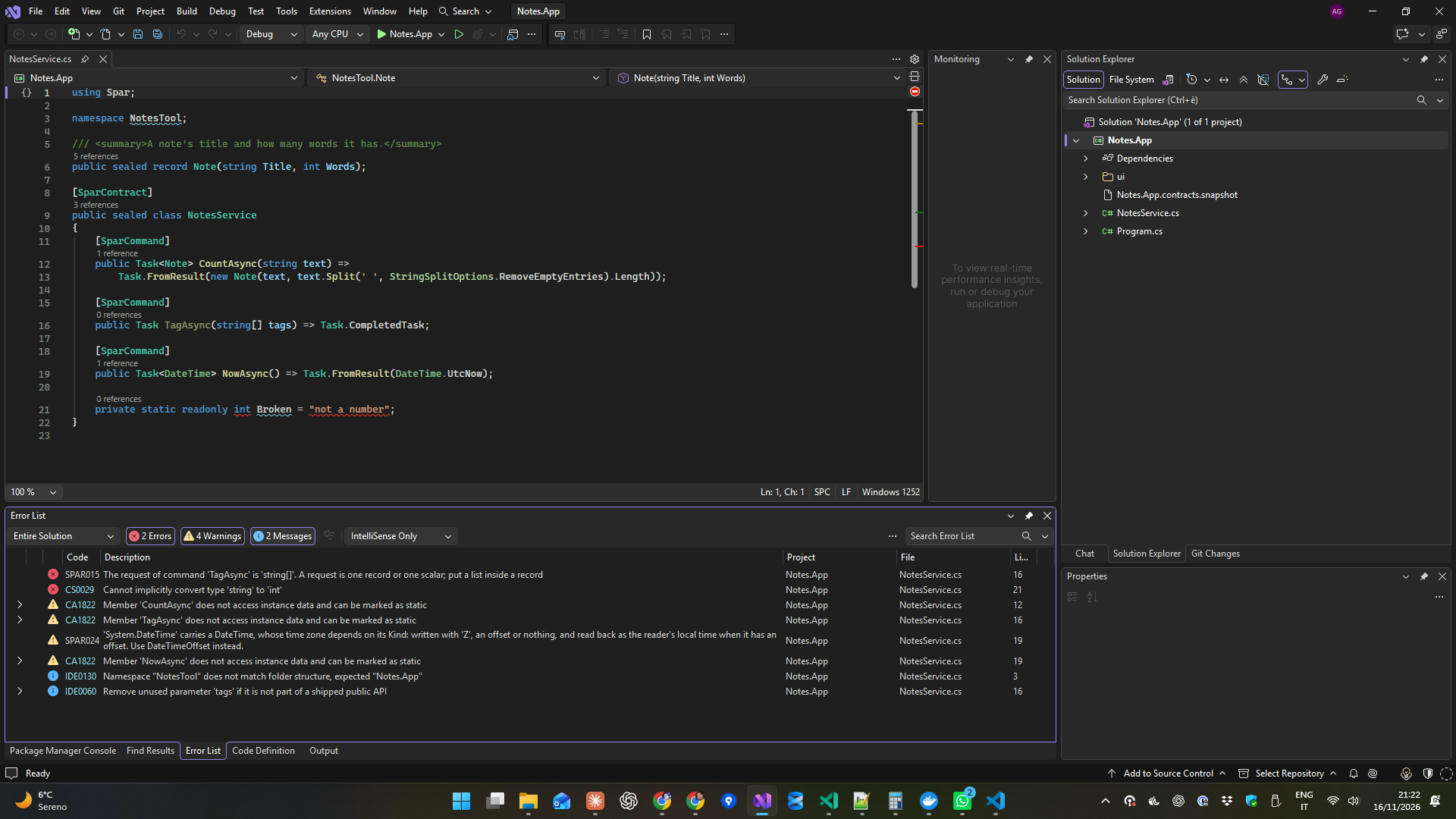 File Edit View Git Project Build Debug Test Tools Extensions Window Help Search Notes.App AG
Debug Any CPU Notes.App
NotesService.cs
Notes.App NotesTool.Note Note(string Title, int Words)
1 using Spar;
2
3 namespace NotesTool;
4
5 /// <summary>A note's title and how many words it has.</summary>
5 references
6 public sealed record Note(string Title, int Words);
7
8 [SparContract]
3 references
9 public sealed class NotesService
10 {
11 [SparCommand]
1 reference
12 public Task<Note> CountAsync(string text) =>
13 Task.FromResult(new Note(text, text.Split(' ', StringSplitOptions.RemoveEmptyEntries).Length));
14
15 [SparCommand]
0 references
16 public Task TagAsync(string[] tags) => Task.CompletedTask;
17
18 [SparCommand]
1 reference
19 public Task<DateTime> NowAsync() => Task.FromResult(DateTime.UtcNow);
20
0 references
21 private static readonly int Broken = "not a number";
22 }
23
100 % Ln: 1, Ch: 1 SPC LF Windows 1252
Monitoring
To view real-time
performance insights,
run or debug your
application
Solution Explorer
Solution File System
Search Solution Explorer (Ctrl+è)
Solution 'Notes.App' (1 of 1 project)
Notes.App
Dependencies
ui
Notes.App.contracts.snapshot
C# NotesService.cs
C# Program.cs
Chat Solution Explorer Git Changes
Properties
Error List
Entire Solution 2 Errors 4 Warnings 2 Messages IntelliSense Only Search Error List
Code Description Project File Li...
SPAR015 The request of command 'TagAsync' is 'string[]'. A request is one record or one scalar; put a list inside a record Notes.App NotesService.cs 16
CS0029 Cannot implicitly convert type 'string' to 'int' Notes.App NotesService.cs 21
CA1822 Member 'CountAsync' does not access instance data and can be marked as static Notes.App NotesService.cs 12
CA1822 Member 'TagAsync' does not access instance data and can be marked as static Notes.App NotesService.cs 16
SPAR024 'System.DateTime' carries a DateTime, whose time zone depends on its Kind: written with 'Z', an offset or nothing, and read back as the reader's local time when it has an
offset. Use DateTimeOffset instead. Notes.App NotesService.cs 19
CA1822 Member 'NowAsync' does not access instance data and can be marked as static Notes.App NotesService.cs 19
IDE0130 Namespace "NotesTool" does not match folder structure, expected "Notes.App" Notes.App NotesService.cs 3
IDE0060 Remove unused parameter 'tags' if it is not part of a shipped public API Notes.App NotesService.cs 16
Package Manager Console Find Results Error List Code Definition Output
Ready Add to Source Control Select Repository
6°C
Sereno
2
ENG
IT
21:22
16/11/2026